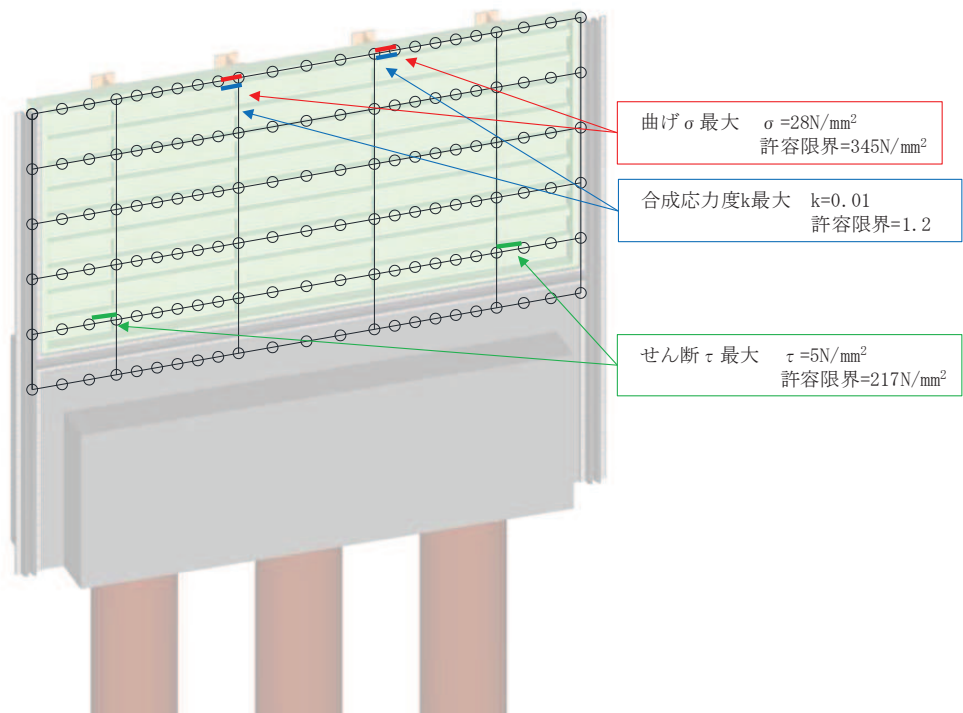 曲げσ最大　σ=28N/mm²
許容限界=345N/mm²
合成応力度k最大　k=0.01
許容限界=1.2
せん断τ最大　τ=5N/mm²
許容限界=217N/mm²